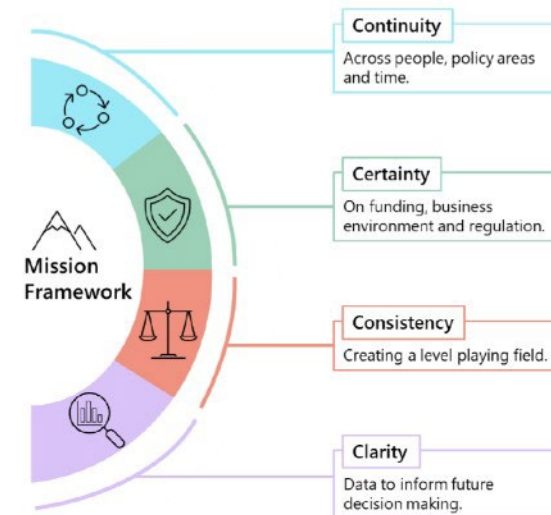 Continuity
Across people, policy areas
and time.
Certainty
On funding, business
environment and regulation.
Mission
Framework
Consistency
Creating a level playing field.
Clarity
Data to inform future
decision making.